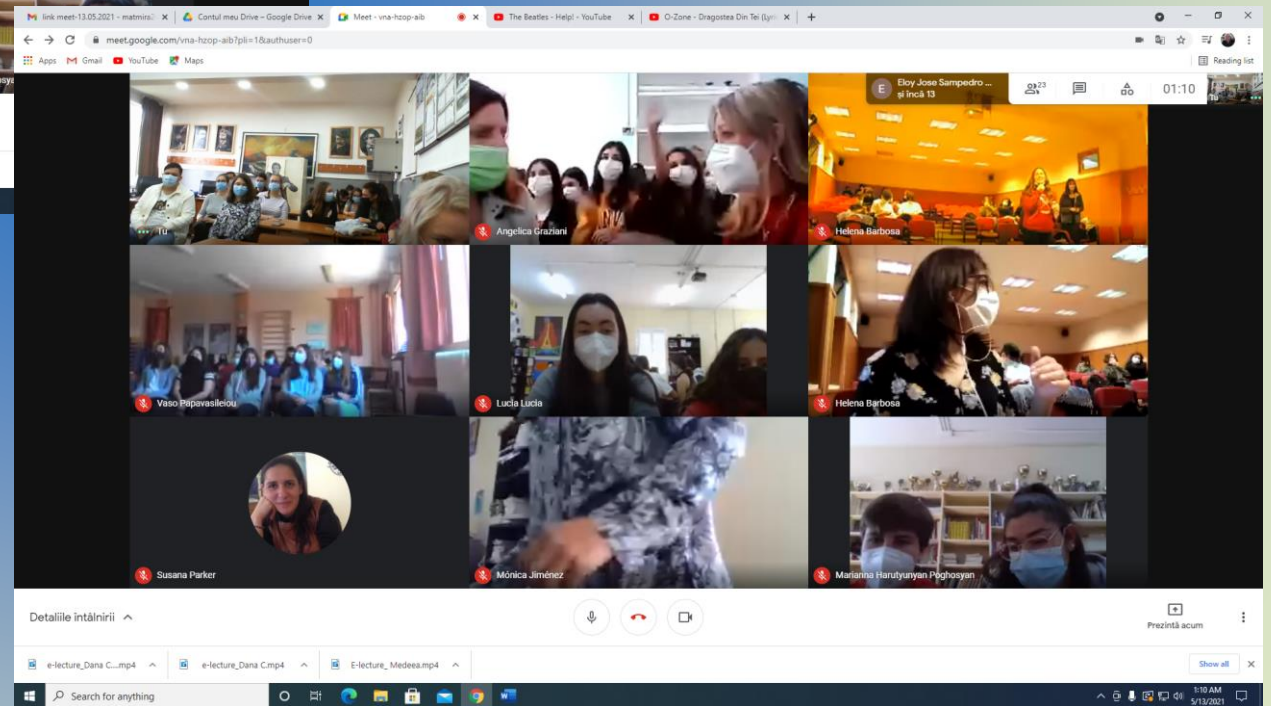 link meet-13.05.2021 - matmira2
Contul meu Drive – Google Drive
Meet - vna-hzop-aib
The Beatles - Help! - YouTube
O-Zone - Dragostea Din Tei (Lyri
meet.google.com/vna-hzop-aib?pli=1&authuser=0
Apps
Gmail
YouTube
Maps
Reading list
E
Eloy Jose Sampedro ...
și încă 13
23
01:10
Tu
Tu
Angelica Graziani
Helena Barbosa
Vaso Papavasileiou
Lucia Lucia
Helena Barbosa
Susana Parker
Mónica Jiménez
Marianna Harutyunyan Poghosyan
Detaliile întâlnirii
Prezintă acum
e-lecture_Dana C....mp4
e-lecture_Dana C.mp4
E-lecture_ Medeea.mp4
Show all
Search for anything
1:10 AM
5/13/2021